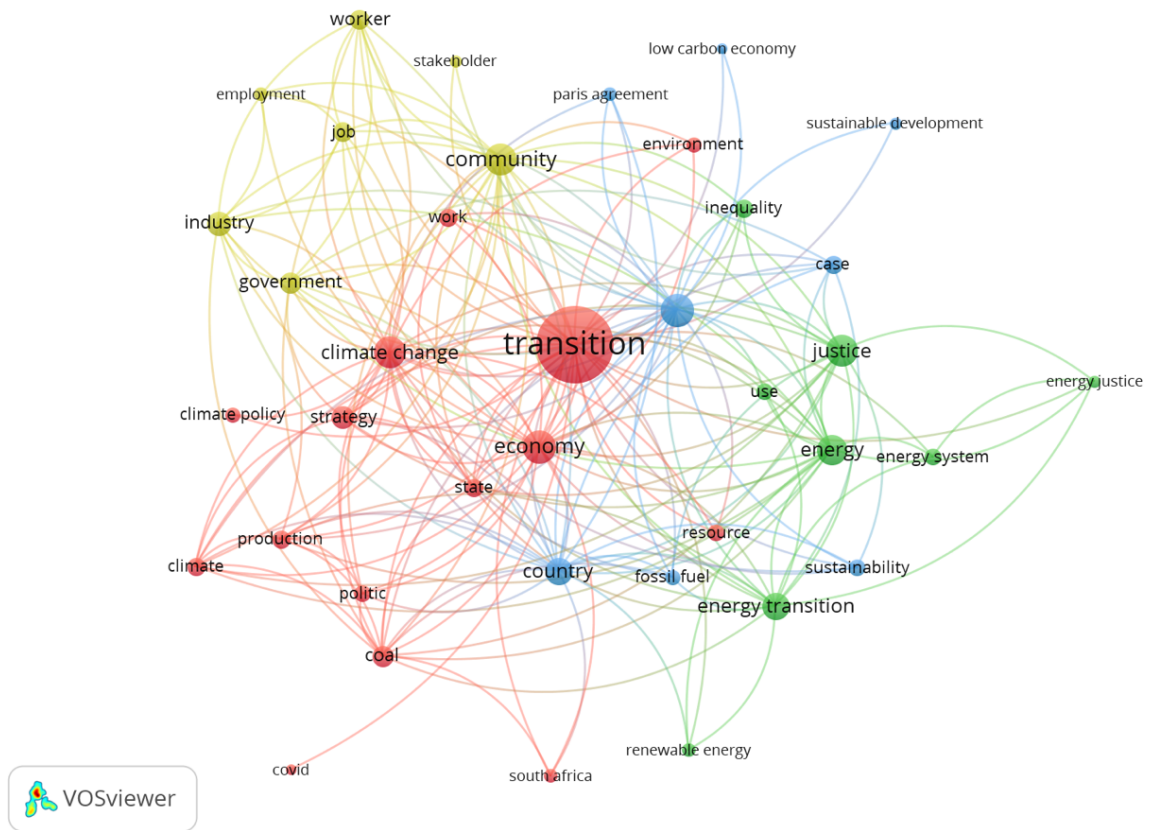 worker
low carbon economy
stakeholder
employment
paris agreement
sustainable development
job
environment
community
inequality
work
industry
case
government
transition
climate change
justice
energy justice
use
climate policy
strategy
economy
energy
energy system
state
resource
production
climate
country
fossil fuel
sustainability
politic
energy transition
coal
renewable energy
covid
south africa
VOSviewer